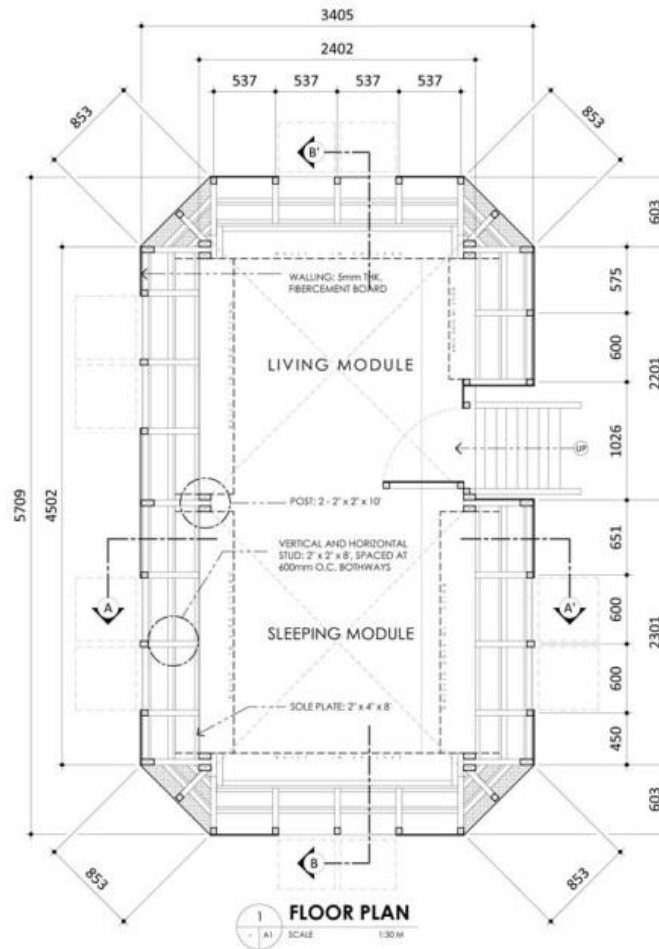 3405
2402
537 537 537 537
853
853
B'
603
WALLING: 5mm THK.
FIBERCEMENT BOARD
575
LIVING MODULE
600
2201
1026
UP
5709
4502
POST: 2 - 2" x 2" x 10'
VERTICAL AND HORIZONTAL
STUD: 2" x 2" x 8', SPACED AT
600mm O.C. BOTHWAYS
651
A
A'
600
SLEEPING MODULE
2301
600
SOLE PLATE: 2" x 4" x 8'
450
603
B
853
853
1
- A1
FLOOR PLAN
SCALE 1:30 M